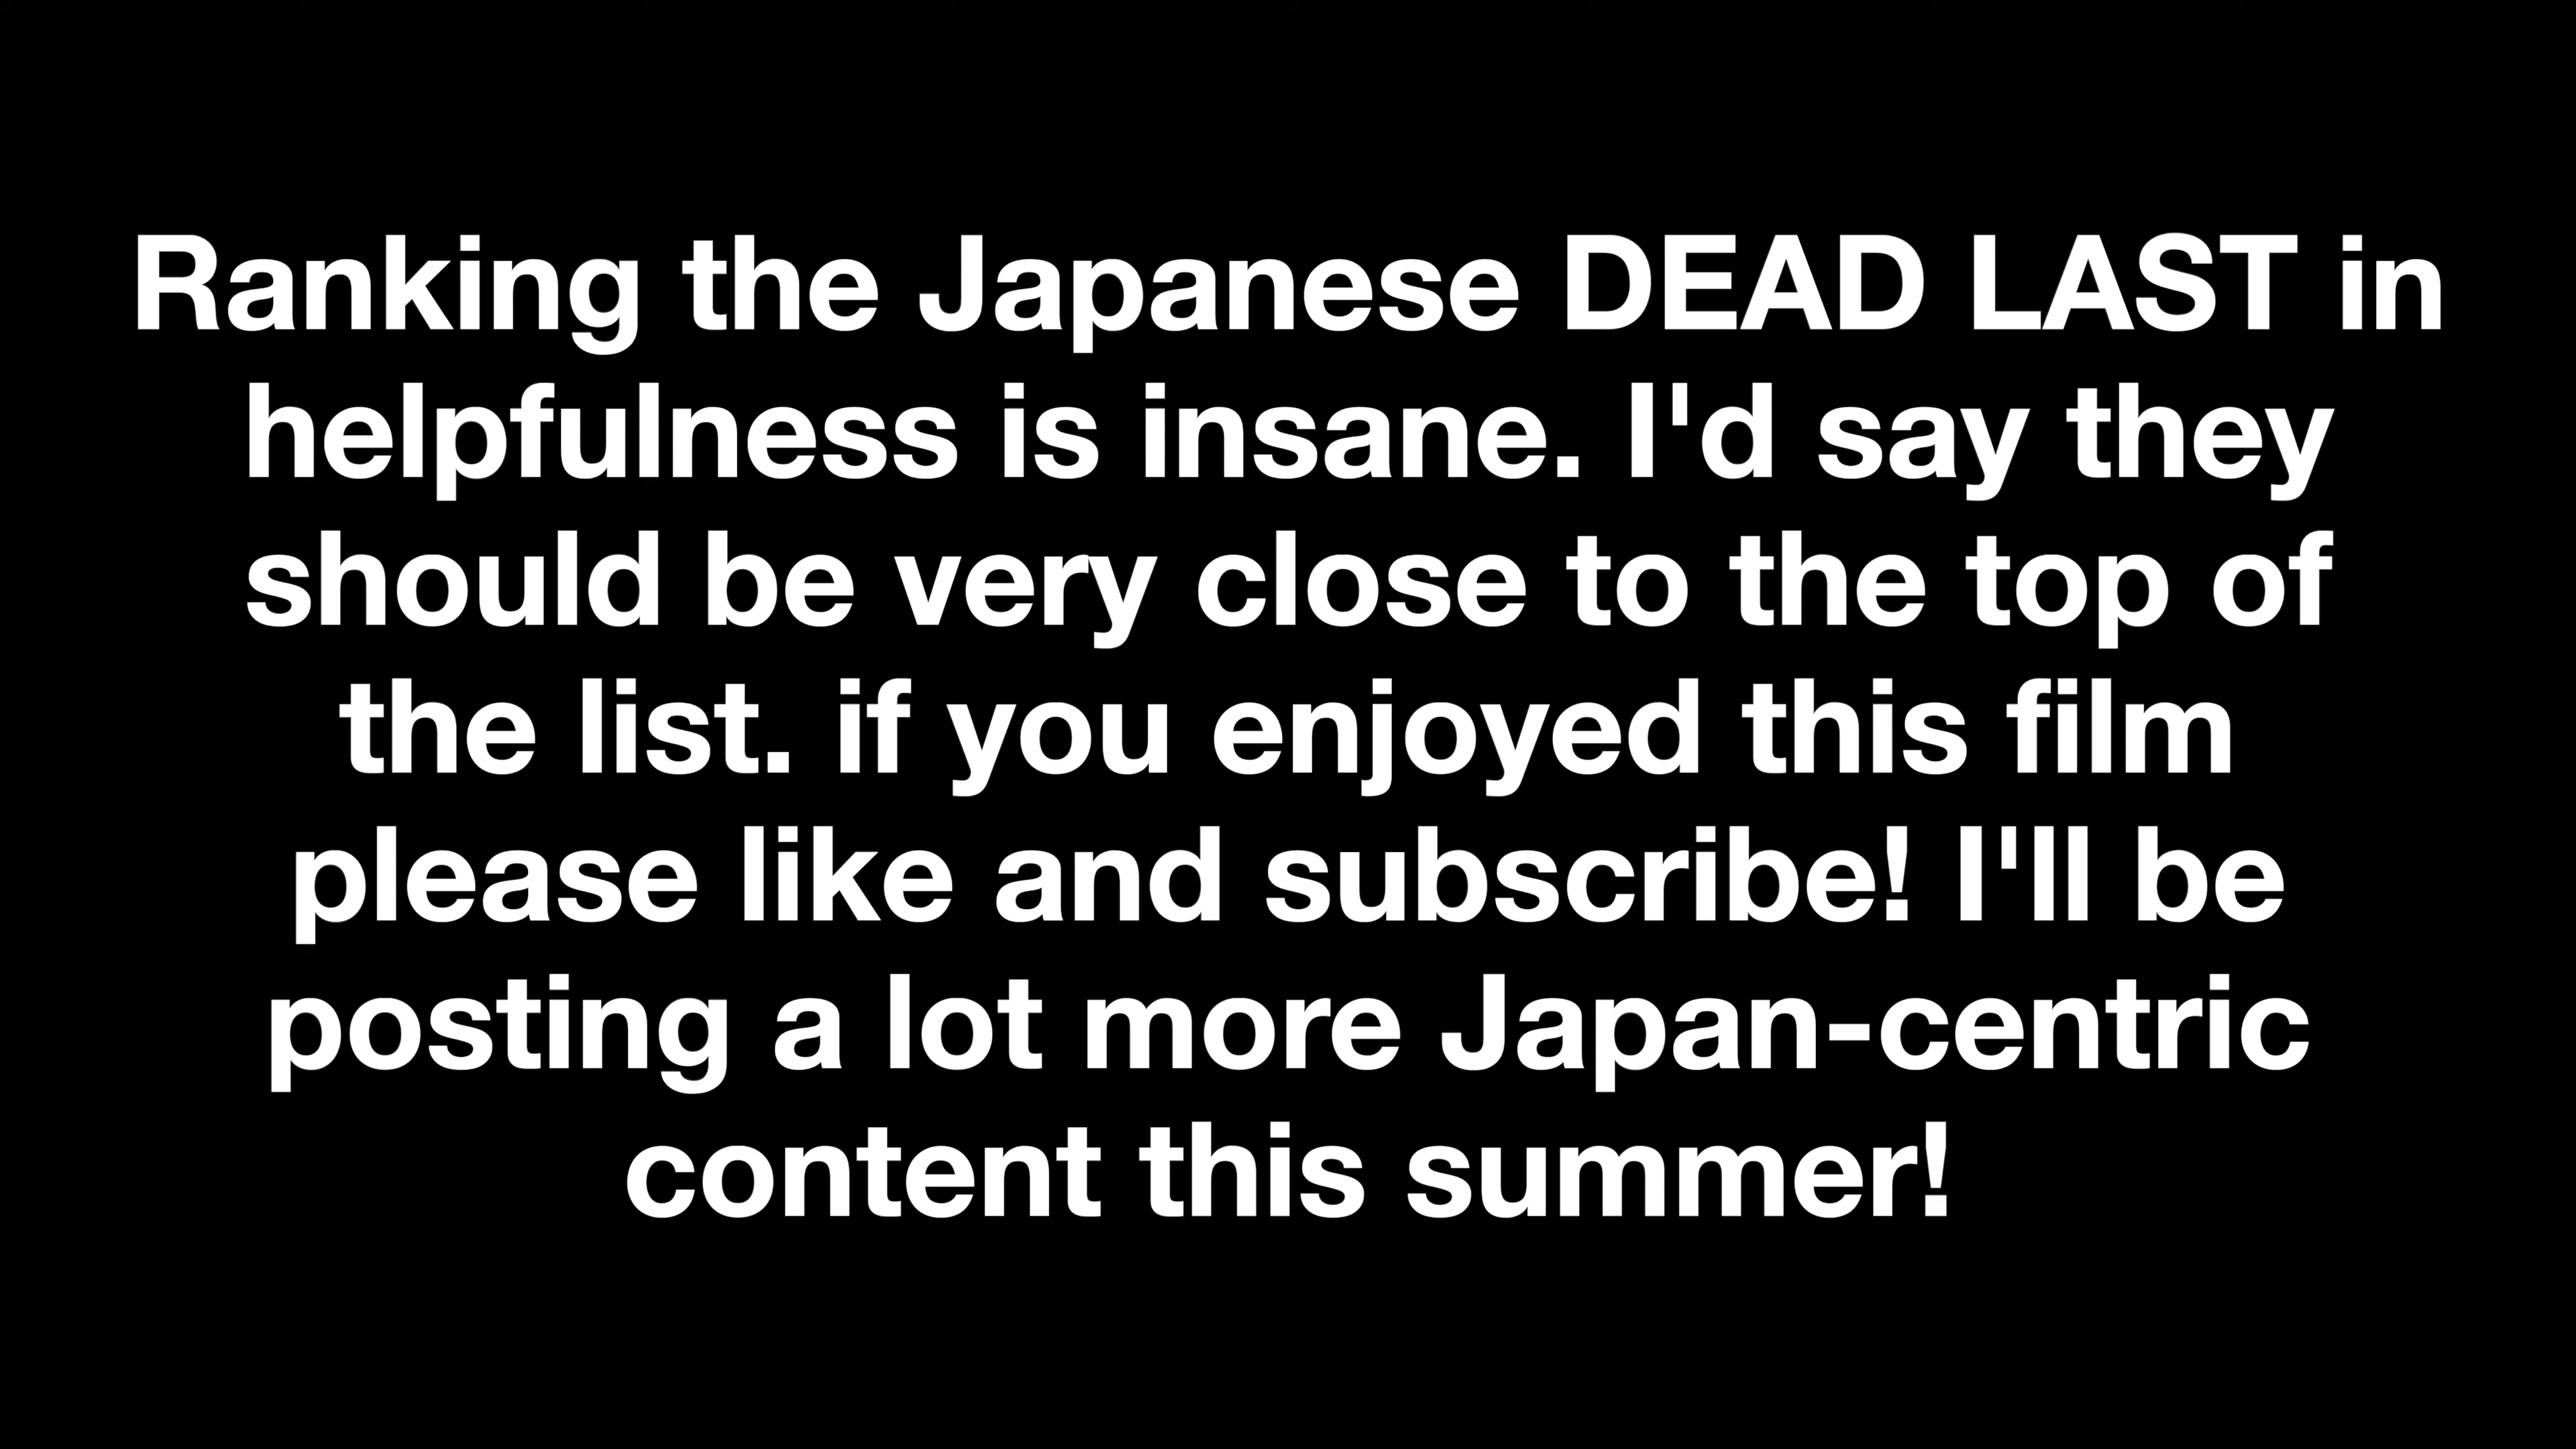 Ranking the Japanese DEAD LAST in
helpfulness is insane. I'd say they
should be very close to the top of
the list. if you enjoyed this film
please like and subscribe! I'll be
posting a lot more Japan-centric
content this summer!